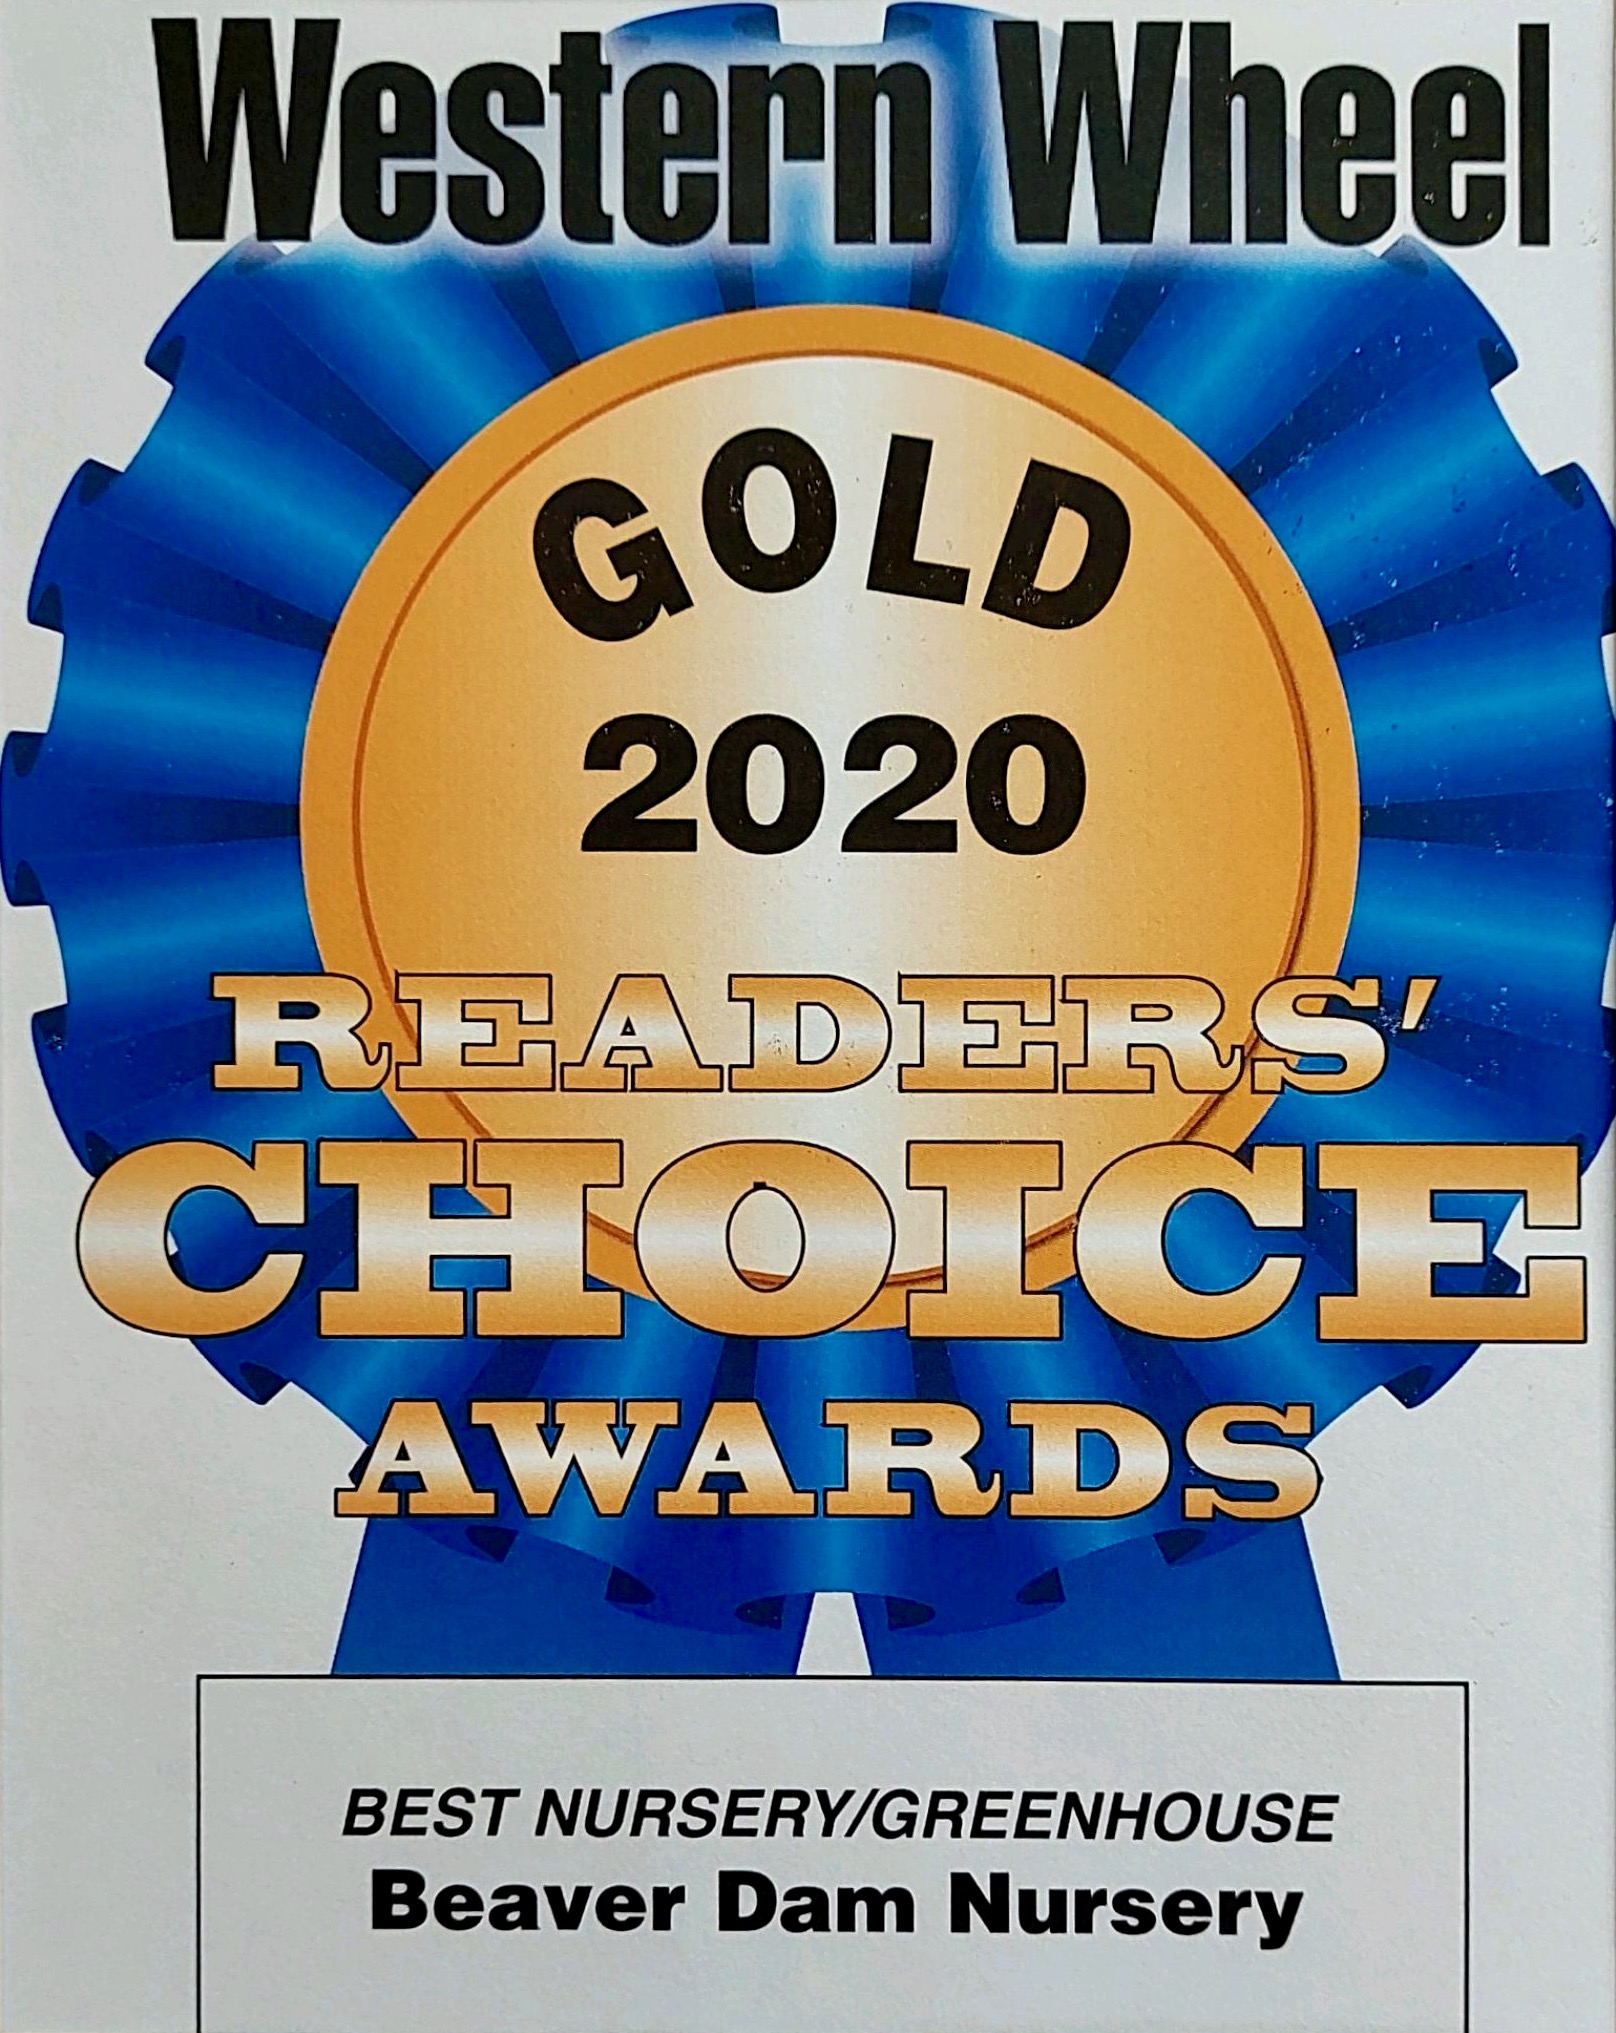 Western Wheel
GOLD
2020
READERS'
CHOICE
AWARDS
BEST NURSERY/GREENHOUSE
Beaver Dam Nursery